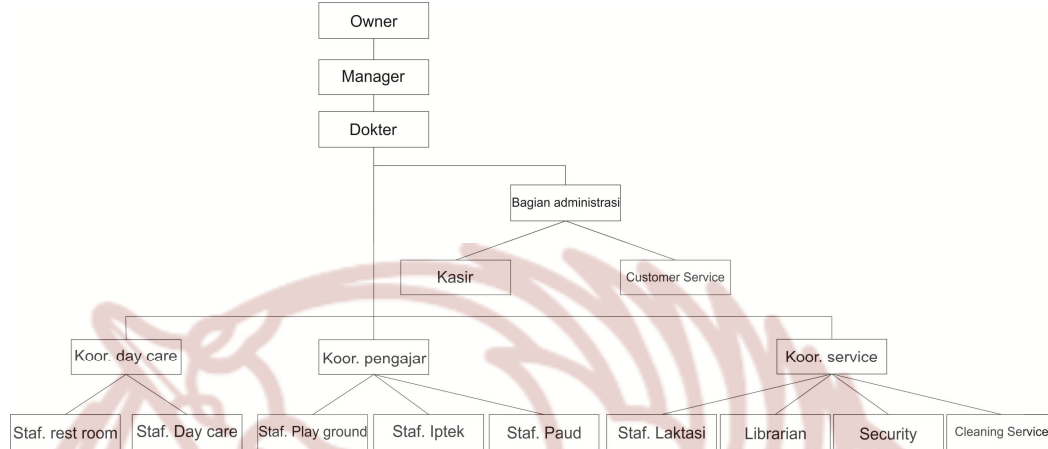 Owner
Manager
Dokter
Bagian administrasi
Kasir
Customer Service
Koor. day care
Koor. pengajar
Koor. service
Staf. rest room
Staf. Day care
Staf. Play ground
Staf. Iptek
Staf. Paud
Staf. Laktasi
Librarian
Security
Cleaning Service